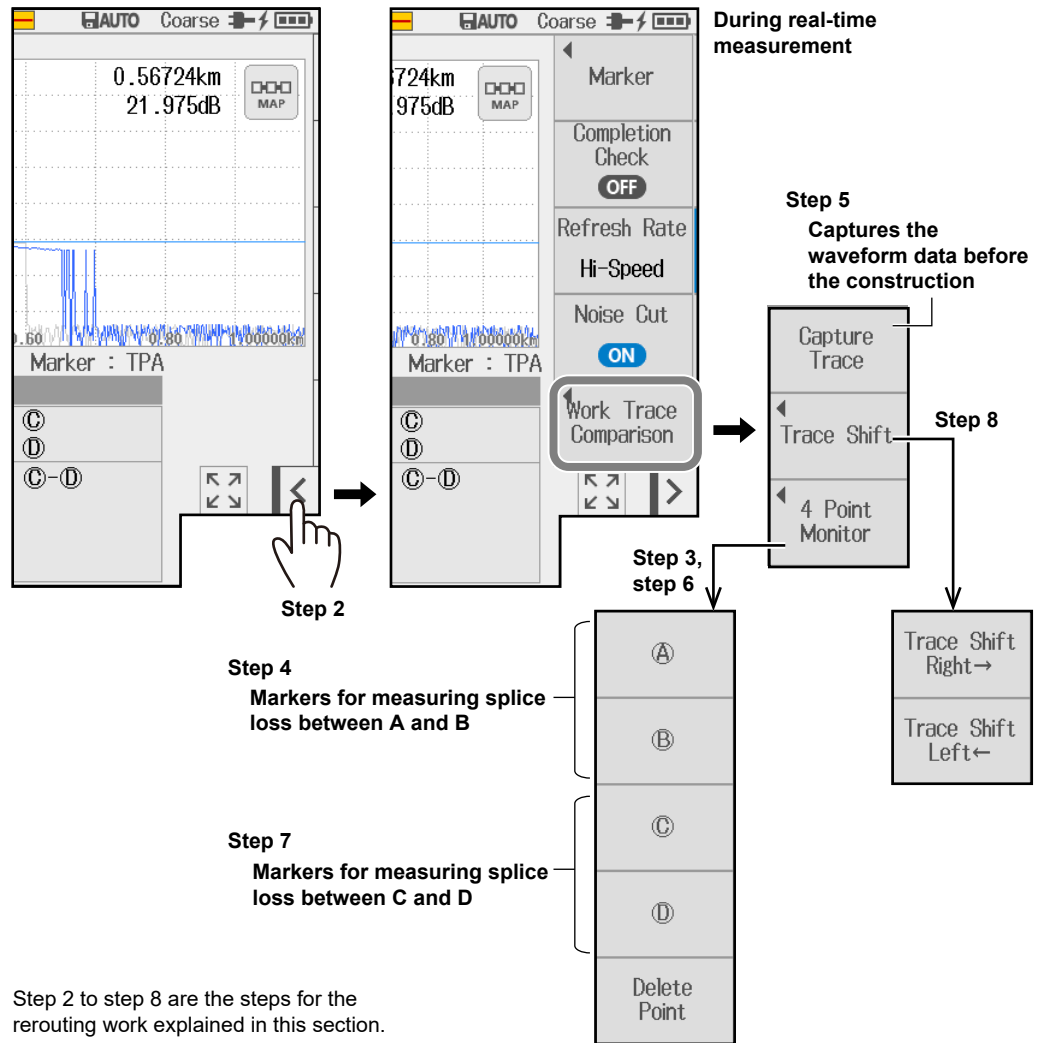 AUTO Coarse
0.56724km
21.975dB
MAP
0.80
Marker : TPA
Ⓒ
Ⓓ
Ⓒ-Ⓓ
<
Step 2
AUTO Coarse
724km
975dB
MAP
0.80
Marker : TPA
Ⓒ
Ⓓ
Ⓒ-Ⓓ
>
During real-time
measurement
Marker
Completion
Check
OFF
Refresh Rate
Hi-Speed
Noise Cut
ON
Work Trace
Comparison
Step 5
Captures the
waveform data before
the construction
Capture
Trace
Trace Shift
4 Point
Monitor
Step 8
Step 3,
step 6
Trace Shift
Right→
Trace Shift
Left←
Step 4
Markers for measuring splice
loss between A and B
Ⓐ
Ⓑ
Step 7
Markers for measuring splice
loss between C and D
Ⓒ
Ⓓ
Delete
Point
Step 2 to step 8 are the steps for the
rerouting work explained in this section.